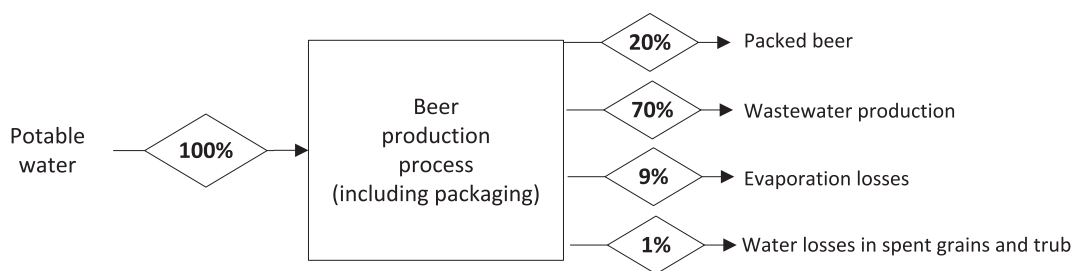 Potable
water
100%
Beer
production
process
(including packaging)
20%
Packed beer
70%
Wastewater production
9%
Evaporation losses
1%
Water losses in spent grains and trub